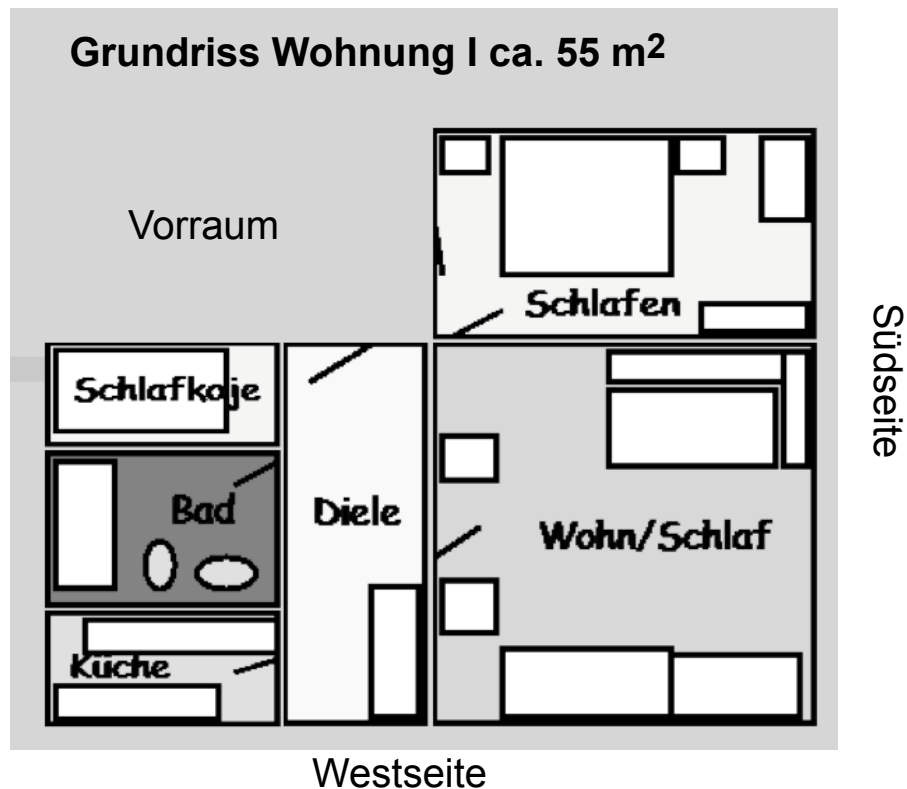 Grundriss Wohnung I ca. 55 m2
Vorraum
Schlafen
Südseite
Schlafkoje
Bad
Diele
Wohn/Schlaf
Küche
Westseite